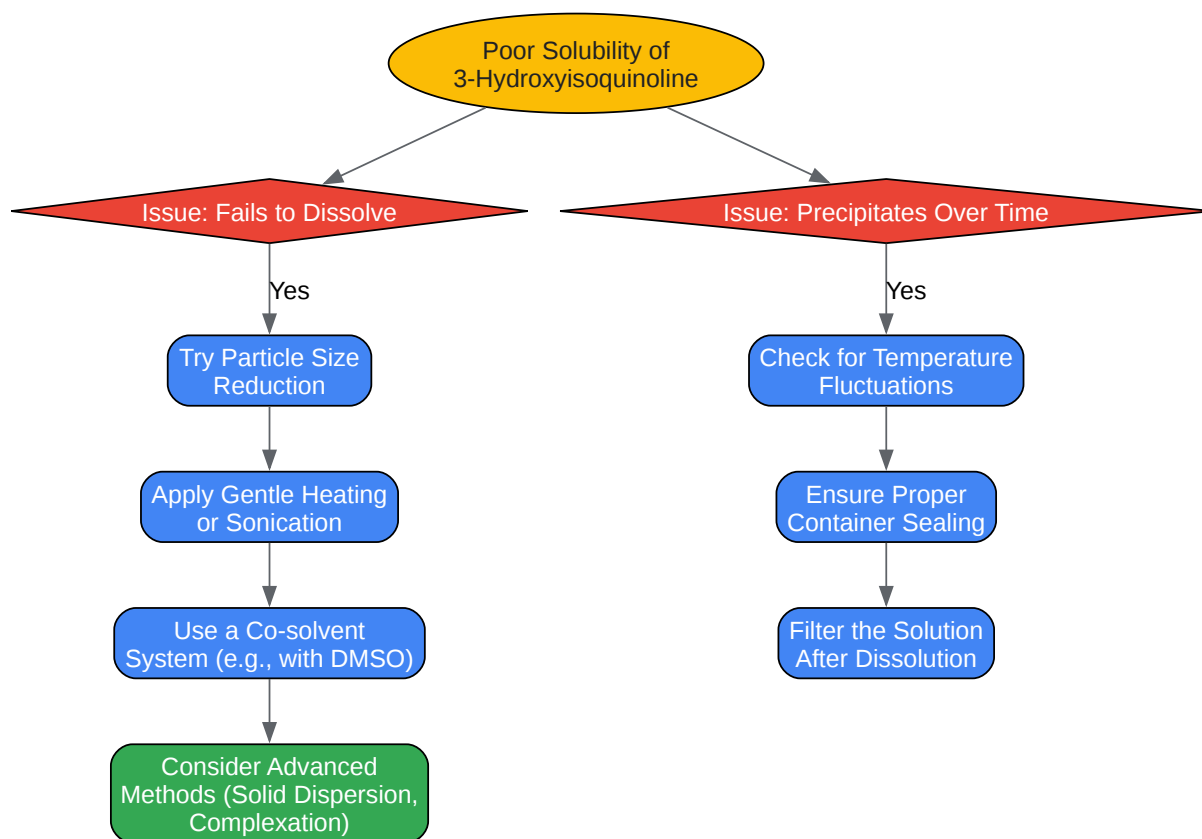 Poor Solubility of
3-Hydroxyisoquinoline
Issue: Fails to Dissolve
Issue: Precipitates Over Time
Yes
Yes
Try Particle Size
Reduction
Check for Temperature
Fluctuations
Apply Gentle Heating
or Sonication
Ensure Proper
Container Sealing
Use a Co-solvent
System (e.g., with DMSO)
Filter the Solution
After Dissolution
Consider Advanced
Methods (Solid Dispersion,
Complexation)